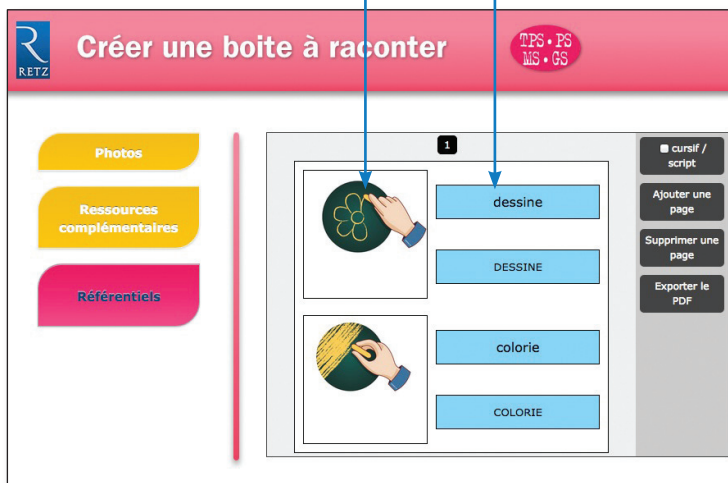 RETZ
Créer une boite à raconter
TPS • PS
MS • GS
Photos
Ressources
complémentaires
Référentiels
1
dessine
DESSINE
colorie
COLORIE
cursif /
script
Ajouter une
page
Supprimer une
page
Exporter le
PDF